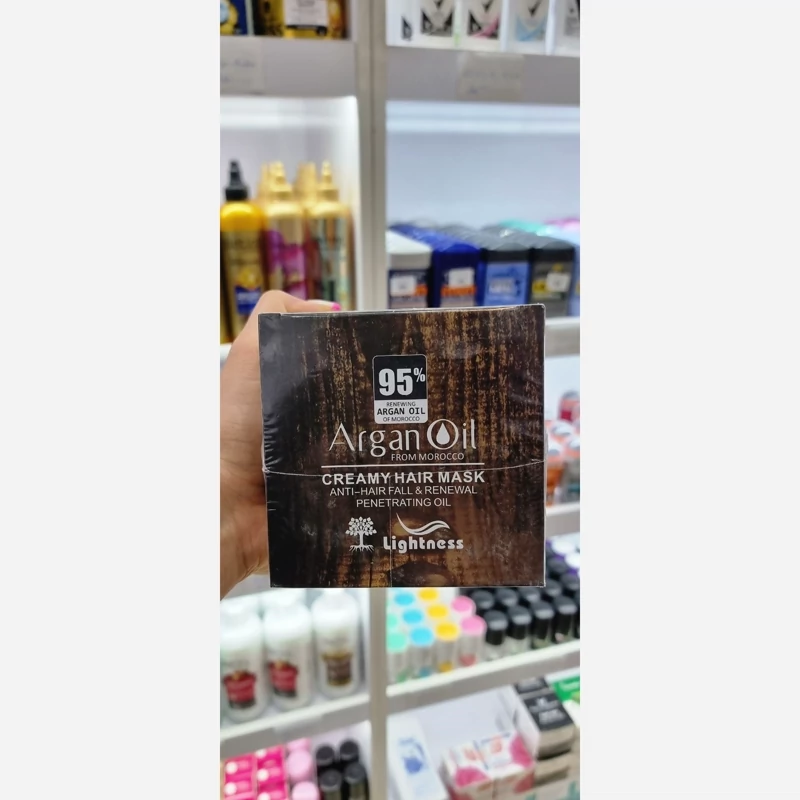 95%
RENEWING
ARGAN OIL
OF MOROCCO
Argan Oil
FROM MOROCCO
CREAMY HAIR MASK
ANTI-HAIR FALL & RENEWAL
PENETRATING OIL
Lightness